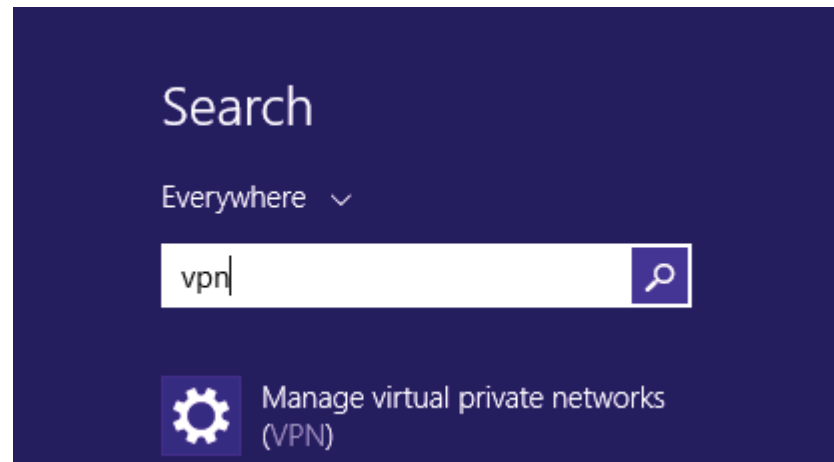 Search
Everywhere
vpn
Manage virtual private networks
(VPN)